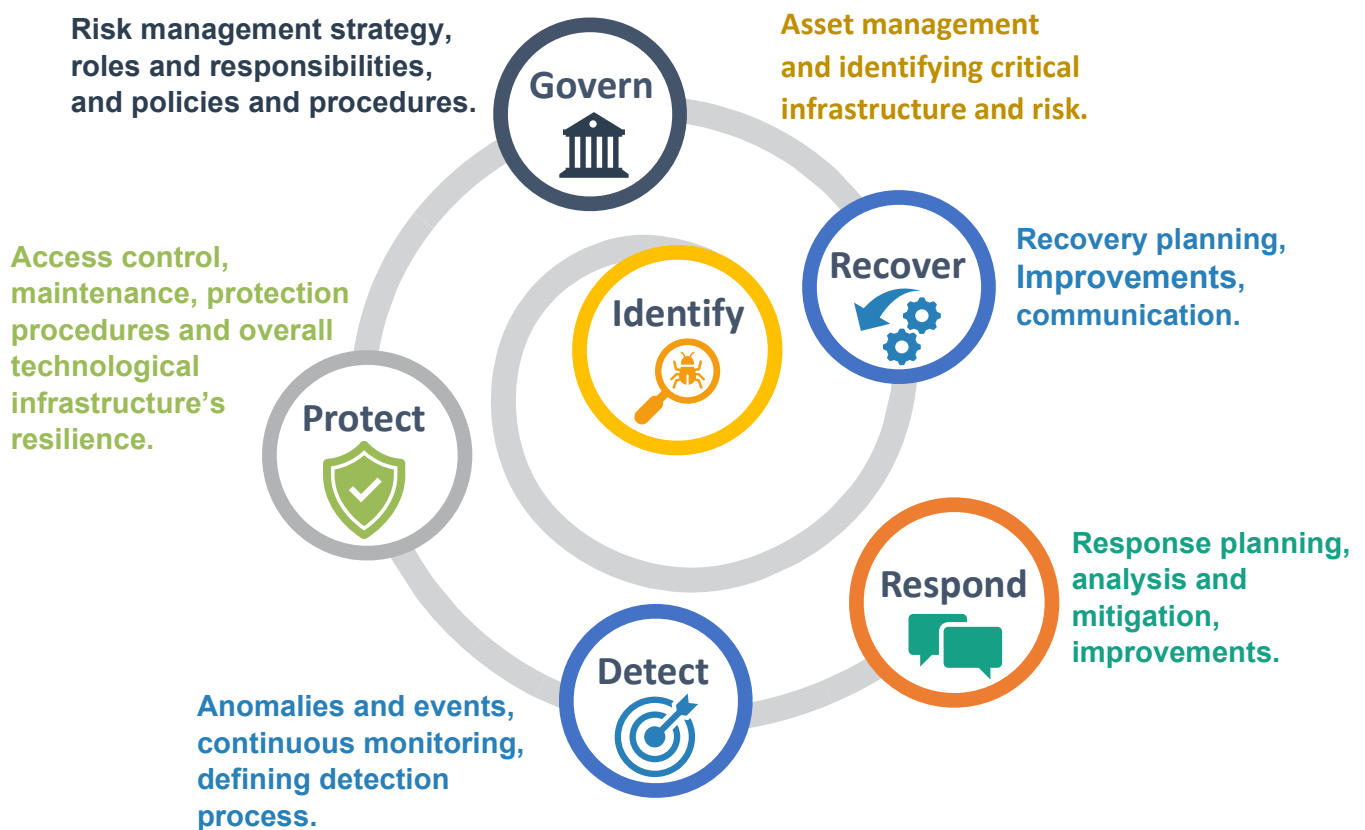 Risk management strategy,
roles and responsibilities,
and policies and procedures.
Govern
Asset management
and identifying critical
infrastructure and risk.
Access control,
maintenance, protection
procedures and overall
technological
infrastructure's
resilience.
Identify
Recover
Recovery planning,
Improvements,
communication.
Protect
Respond
Response planning,
analysis and
mitigation,
improvements.
Detect
Anomalies and events,
continuous monitoring,
defining detection
process.